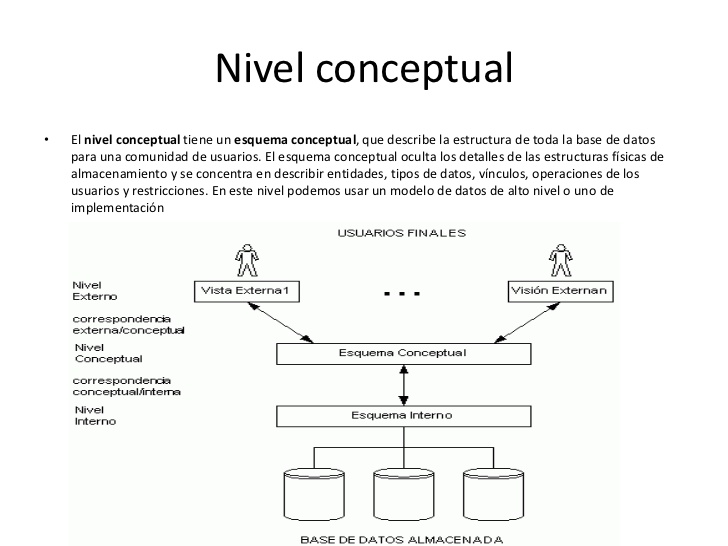 Nivel conceptual
• El nivel conceptual tiene un esquema conceptual, que describe la estructura de toda la base de datos
para una comunidad de usuarios. El esquema conceptual oculta los detalles de las estructuras físicas de
almacenamiento y se concentra en describir entidades, tipos de datos, vínculos, operaciones de los
usuarios y restricciones. En este nivel podemos usar un modelo de datos de alto nivel o uno de
implementación
USUARIOS FINALES
Nivel
Externo
Vista Externa1
...
Visión Externan
correspondencia
externa/conceptual
Nivel
Conceptual
Esquema Conceptual
correspondencia
conceptual/interna
Nivel
Interno
Esquema Interno
BASE DE DATOS ALMACENADA